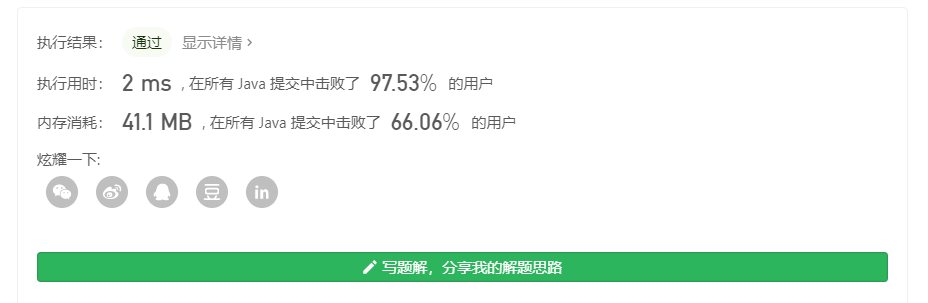 执行结果： 通过 显示详情 ›
执行用时： 2 ms , 在所有 Java 提交中击败了 97.53% 的用户
内存消耗： 41.1 MB , 在所有 Java 提交中击败了 66.06% 的用户
炫耀一下:
豆 in
写题解，分享我的解题思路